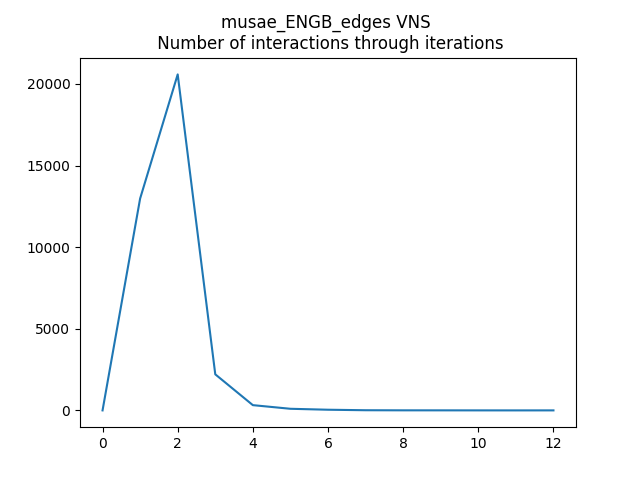 musae_ENGB_edges VNS
Number of interactions through iterations
20000
15000
10000
5000
0
0 2 4 6 8 10 12